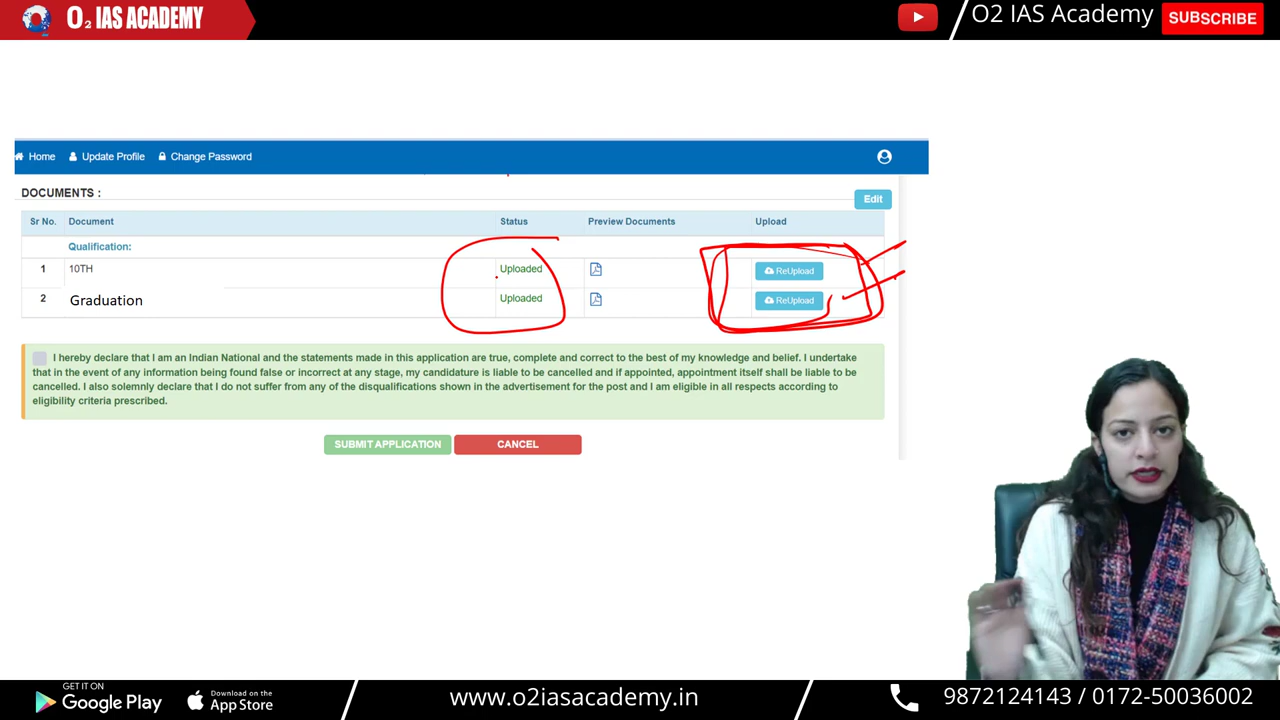 O2 IAS ACADEMY
O2 IAS Academy SUBSCRIBE
Home Update Profile Change Password
DOCUMENTS :
Edit
Sr No. Document Status Preview Documents Upload
Qualification:
1 10TH Uploaded ReUpload
2 Graduation Uploaded ReUpload
I hereby declare that I am an Indian National and the statements made in this application are true, complete and correct to the best of my knowledge and belief. I undertake
that in the event of any information being found false or incorrect at any stage, my candidature is liable to be cancelled and if appointed, appointment itself shall be liable to be
cancelled. I also solemnly declare that I do not suffer from any of the disqualifications shown in the advertisement for the post and I am eligible in all respects according to
eligibility criteria prescribed.
SUBMIT APPLICATION CANCEL
GET IT ON
Google Play
Download on the
App Store
www.o2iasacademy.in
9872124143 / 0172-50036002